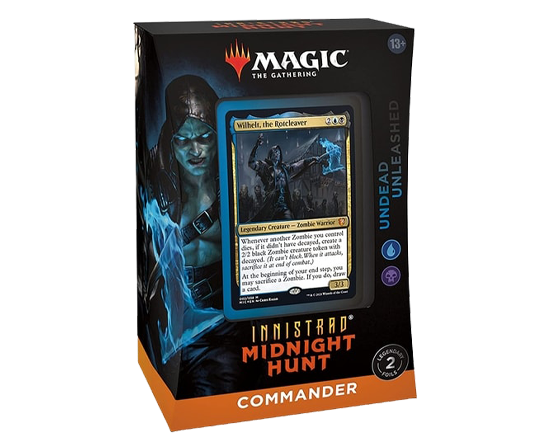 MAGIC
THE GATHERING
13+
Wilhelt, the Rotcleaver 2
Legendary Creature — Zombie Warrior
Whenever another Zombie you control
dies, if it didn't have decayed, create a
2/2 black Zombie creature token with
decayed. (It can't block. When it attacks,
sacrifice it at end of combat.)
At the beginning of your end step, you
may sacrifice a Zombie. If you do, draw
a card.
3/3
UNDEAD
UNLEASHED
INNISTRAD®
MIDNIGHT
HUNT
LEGENDARY
2
FOILS
COMMANDER